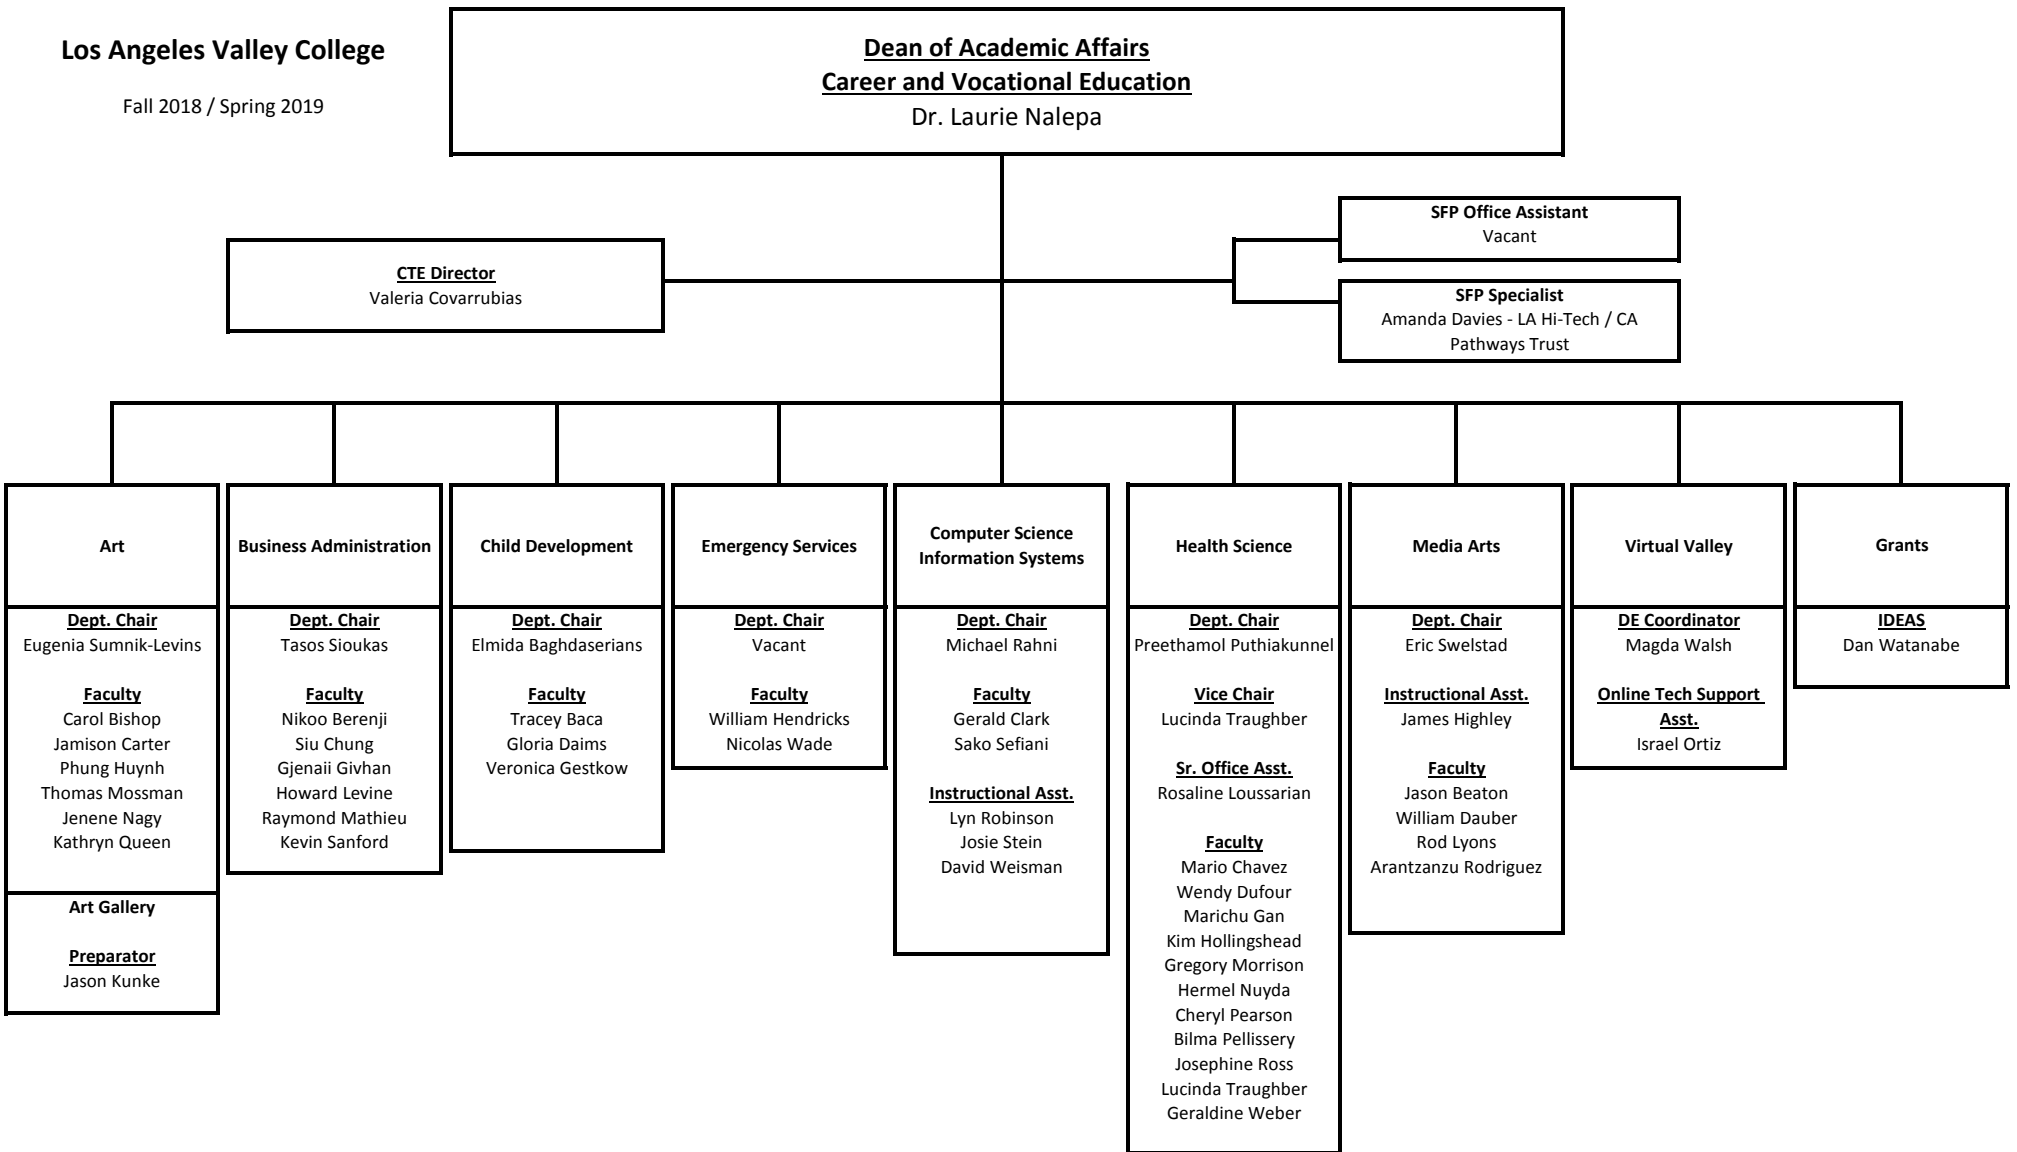 Los Angeles Valley College
Fall 2018 / Spring 2019
Dean of Academic Affairs
Career and Vocational Education
Dr. Laurie Nalepa
SFP Office Assistant
Vacant
CTE Director
Valeria Covarrubias
SFP Specialist
Amanda Davies - LA Hi-Tech / CA
Pathways Trust
Art
Dept. Chair
Eugenia Sumnik-Levins
Faculty
Carol Bishop
Jamison Carter
Phung Huynh
Thomas Mossman
Jenene Nagy
Kathryn Queen
Art Gallery
Preparator
Jason Kunke
Business Administration
Dept. Chair
Tasos Sioukas
Faculty
Nikoo Berenji
Siu Chung
Gjenaii Givhan
Howard Levine
Raymond Mathieu
Kevin Sanford
Child Development
Dept. Chair
Elmida Baghdaserians
Faculty
Tracey Baca
Gloria Daims
Veronica Gestkow
Emergency Services
Dept. Chair
Vacant
Faculty
William Hendricks
Nicolas Wade
Computer Science
Information Systems
Dept. Chair
Michael Rahni
Faculty
Gerald Clark
Sako Sefiani
Instructional Asst.
Lyn Robinson
Josie Stein
David Weisman
Health Science
Dept. Chair
Preethamol Puthiakunnel
Vice Chair
Lucinda Traughber
Sr. Office Asst.
Rosaline Loussarian
Faculty
Mario Chavez
Wendy Dufour
Marichu Gan
Kim Hollingshead
Gregory Morrison
Hermel Nuyda
Cheryl Pearson
Bilma Pellissery
Josephine Ross
Lucinda Traughber
Geraldine Weber
Media Arts
Dept. Chair
Eric Swelstad
Instructional Asst.
James Highley
Faculty
Jason Beaton
William Dauber
Rod Lyons
Arantzanzu Rodriguez
Virtual Valley
DE Coordinator
Magda Walsh
Online Tech Support
Asst.
Israel Ortiz
Grants
IDEAS
Dan Watanabe